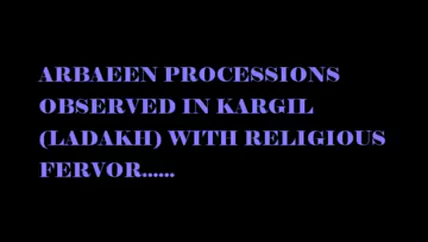 ARBAEEN PROCESSIONS
OBSERVED IN KARGIL
(LADAKH) WITH RELIGIOUS
FERVOR......